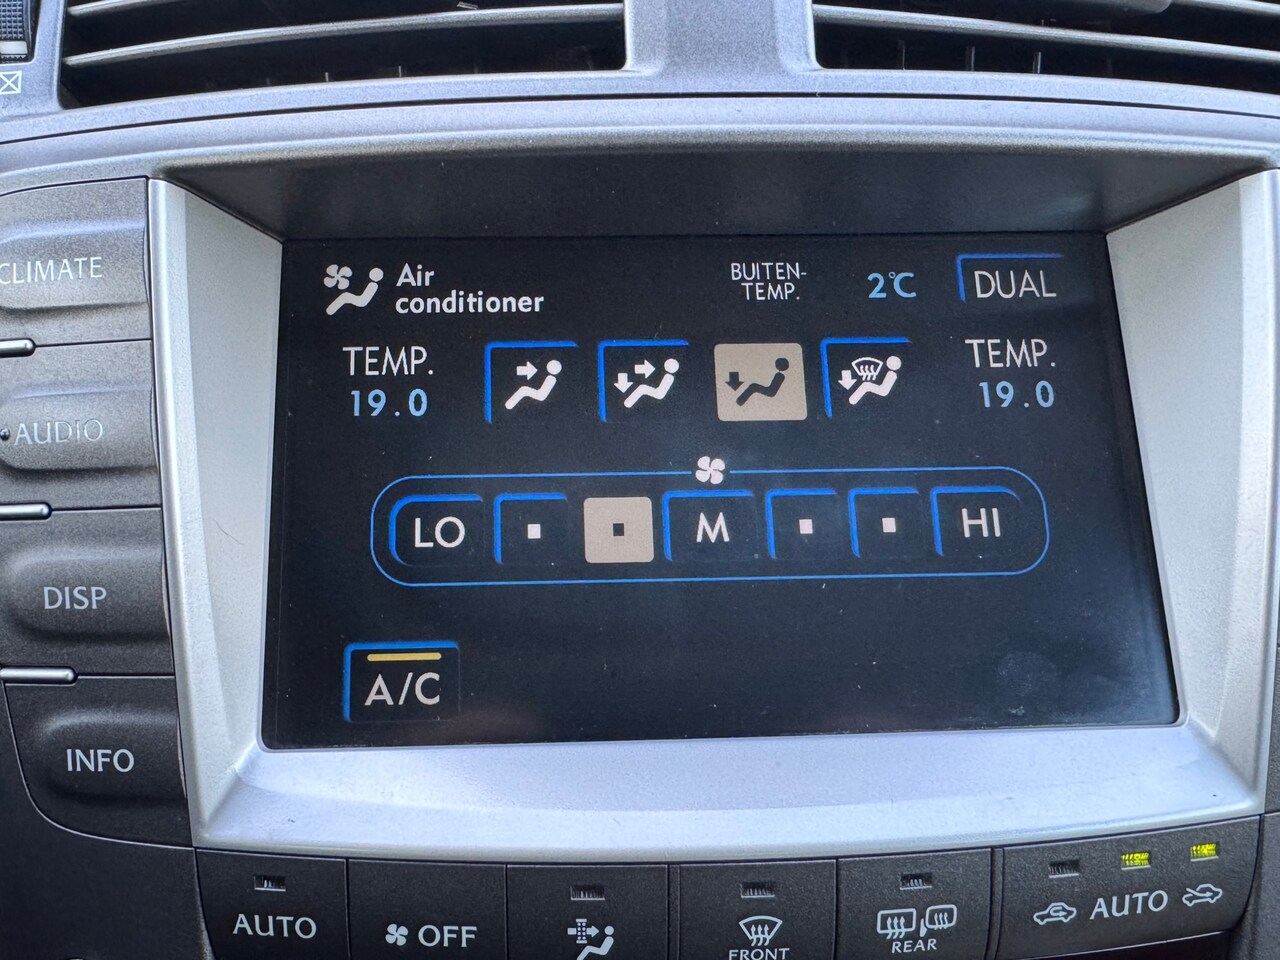 CLIMATE
AUDIO
DISP
INFO
Air
conditioner
BUITEN-
TEMP.
2°C
DUAL
TEMP.
19.0
TEMP.
19.0
LO
M
HI
A/C
AUTO
OFF
FRONT
REAR
AUTO